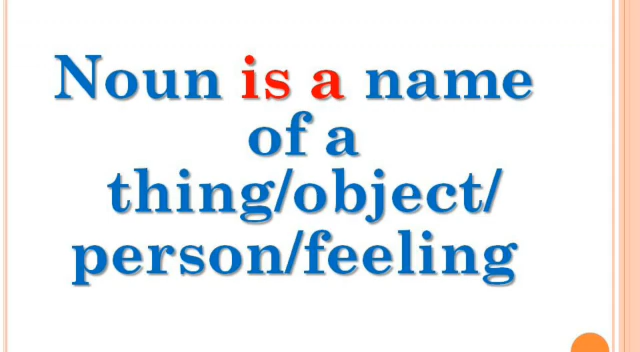 Noun is a name
of a
thing/object/
person/feeling